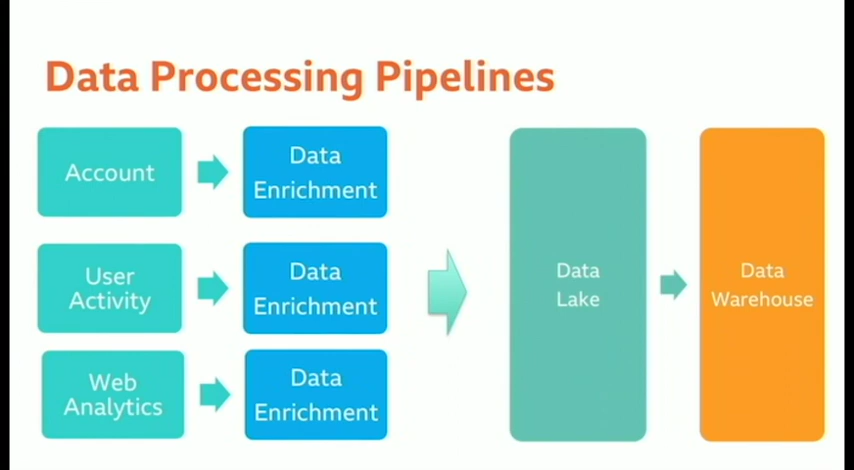 Data Processing Pipelines
Account
Data
Enrichment
User
Activity
Data
Enrichment
Web
Analytics
Data
Enrichment
Data
Lake
Data
Warehouse